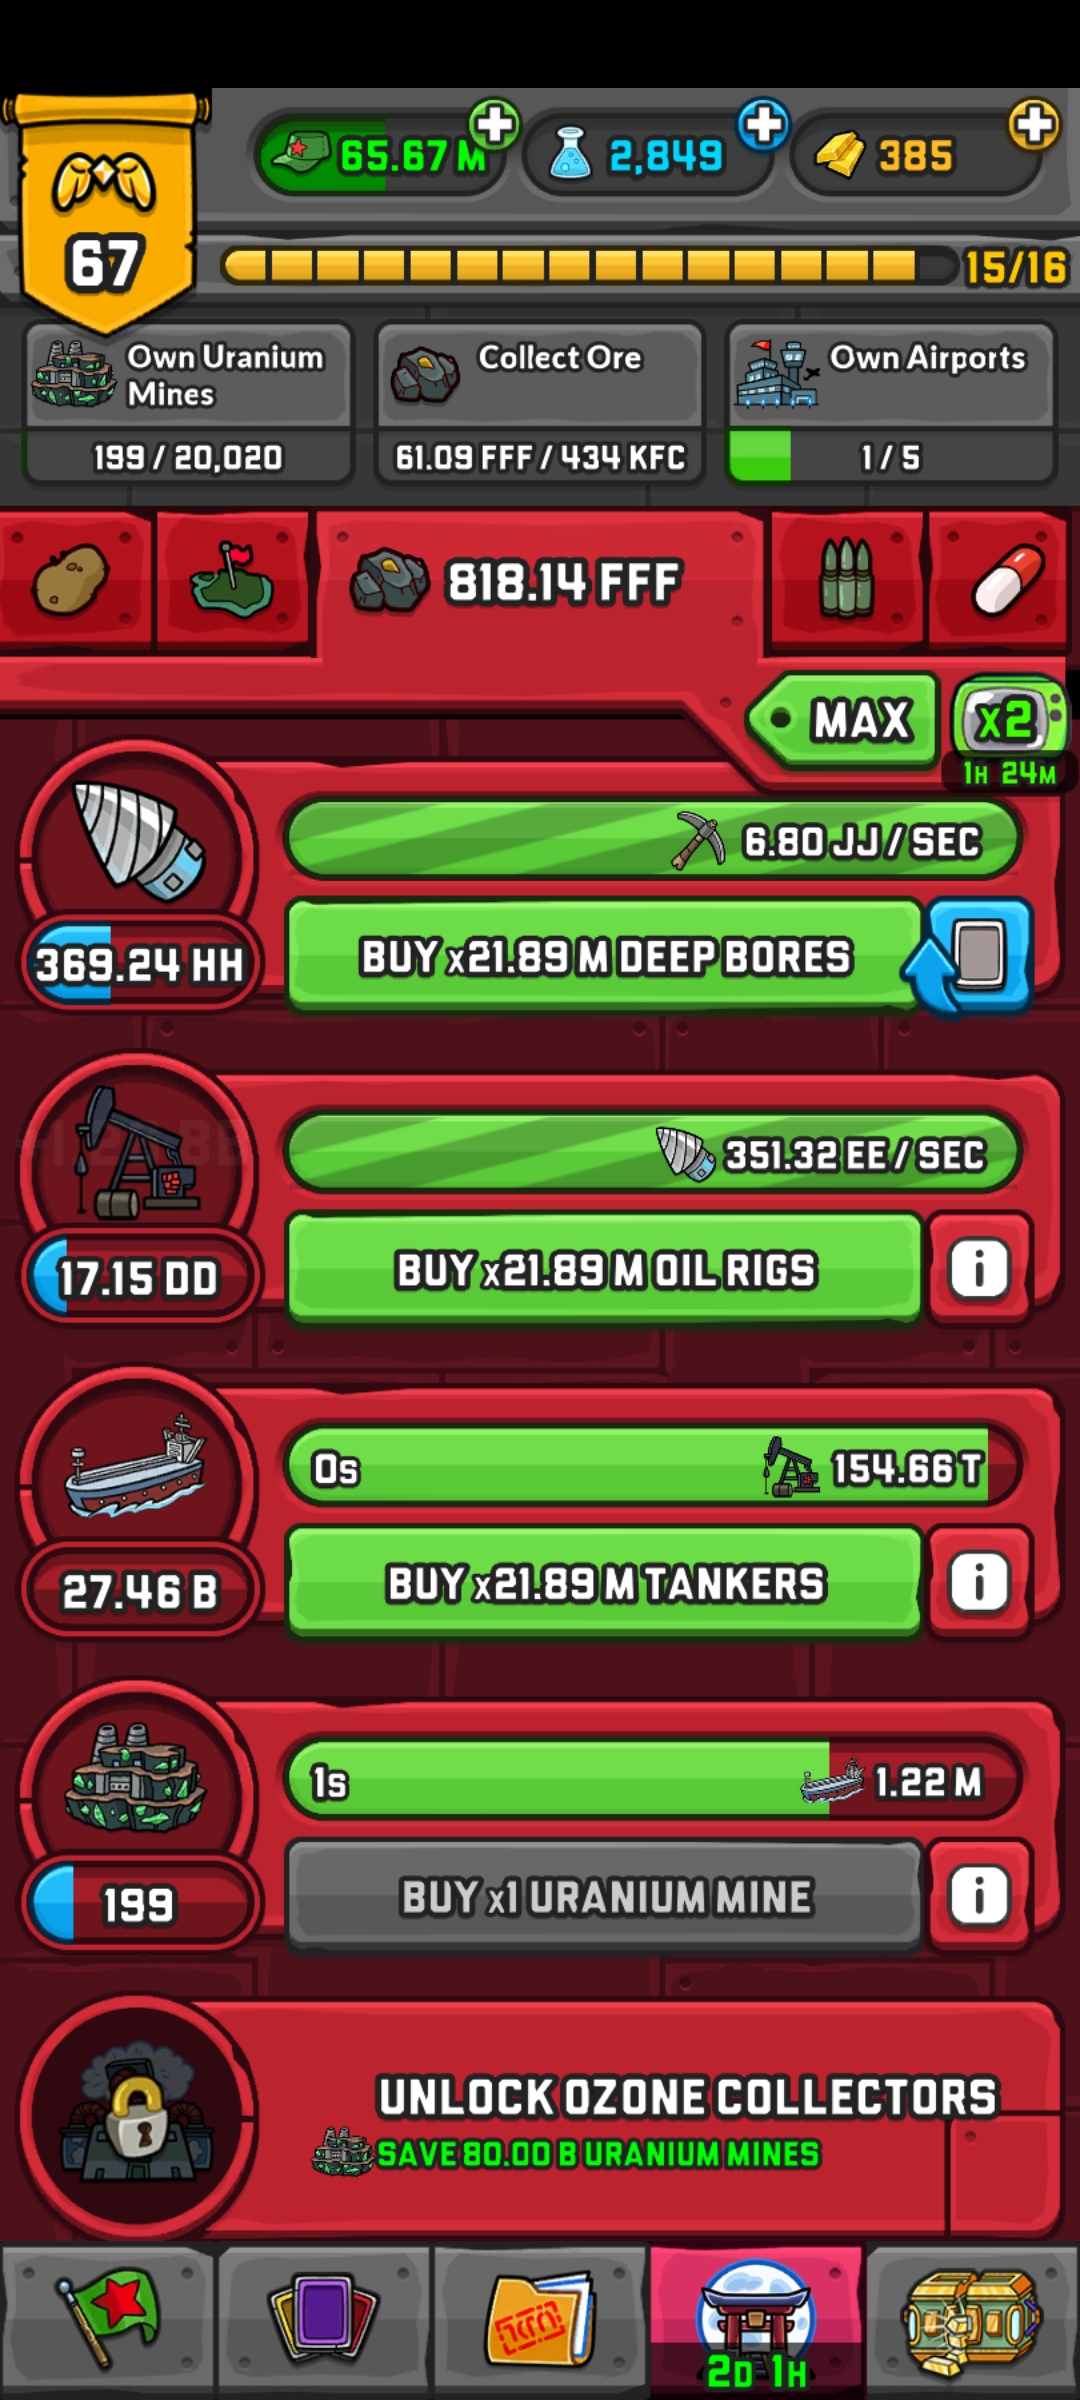 65.67 M
2,849
385
67
15/16
Own Uranium
Mines
199 / 20,020
Collect Ore
61.09 FFF / 434 KFC
Own Airports
1 / 5
818.14 FFF
MAX
x2
1H 24M
6.80 JJ / SEC
369.24 HH
BUY x21.89 M DEEP BORES
351.32 EE / SEC
17.15 DD
BUY x21.89 M OIL RIGS
0s
154.66 T
27.46 B
BUY x21.89 M TANKERS
1s
1.22 M
199
BUY x1 URANIUM MINE
UNLOCK OZONE COLLECTORS
SAVE 80.00 B URANIUM MINES
2D 1H